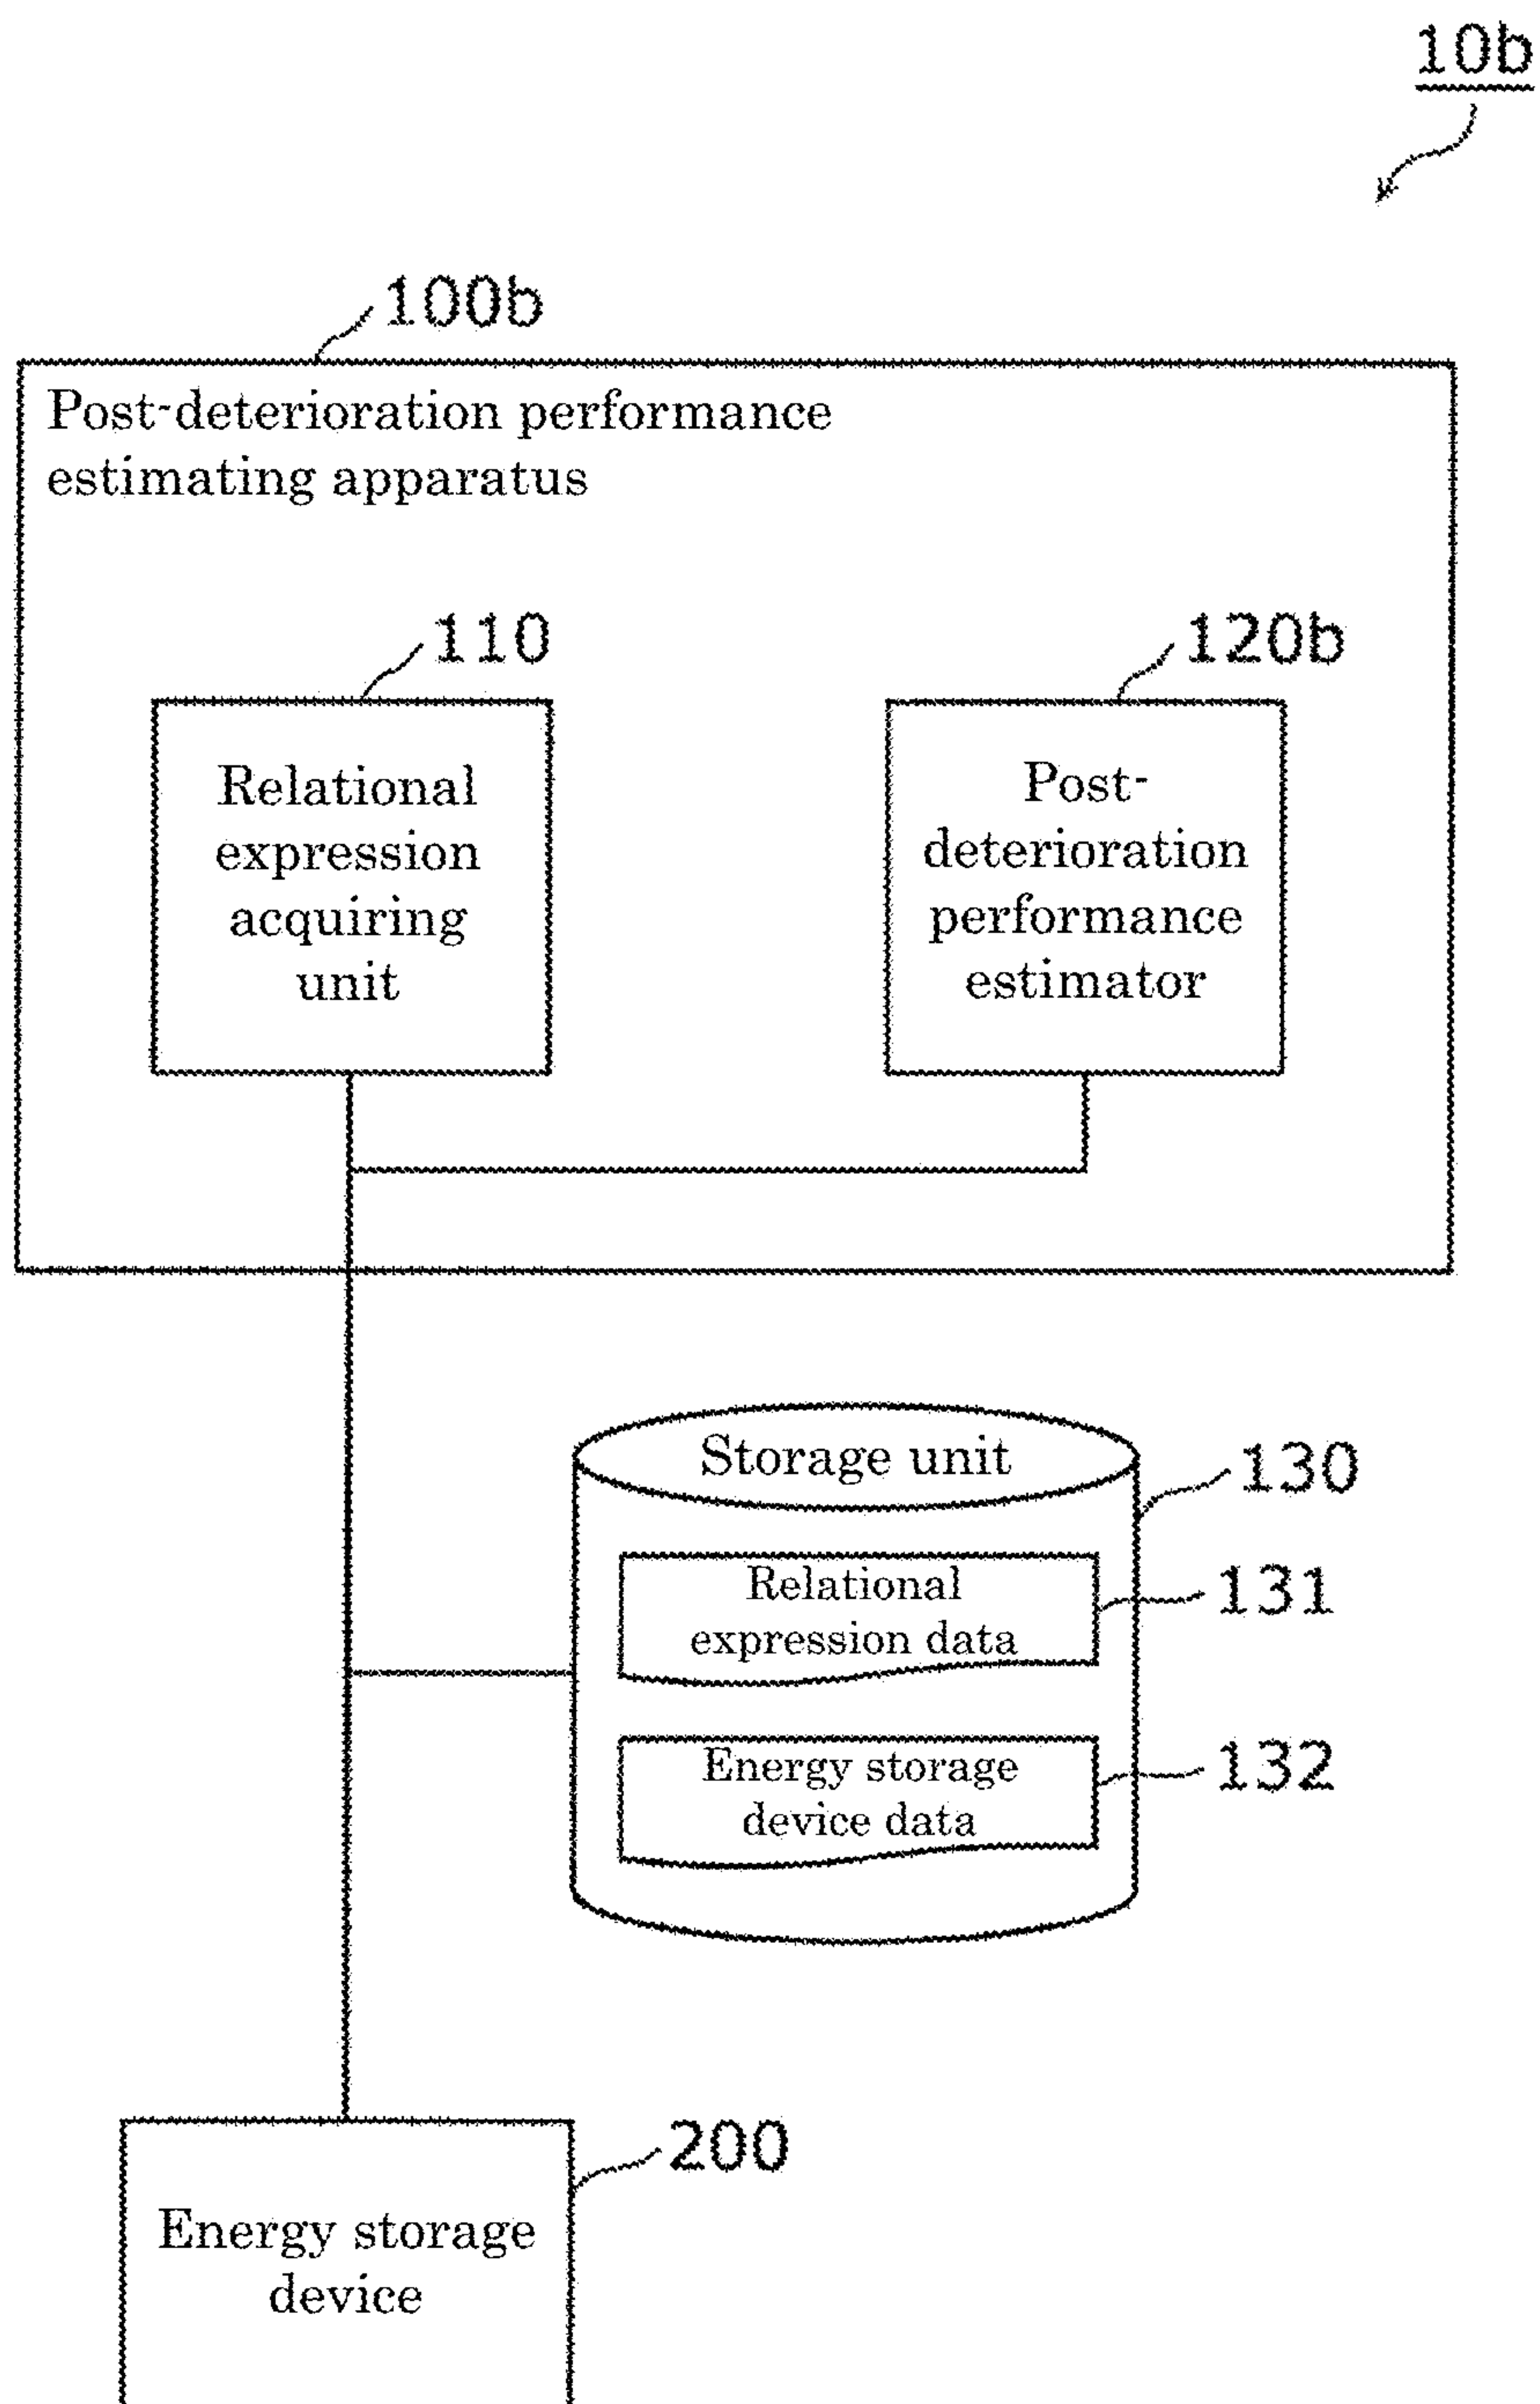 10b
100b
Post-deterioration performance
estimating apparatus
110
120b
Relational
expression
acquiring
unit
Post-
deterioration
performance
estimator
Storage unit
130
Relational
expression data
131
Energy storage
device data
132
200
Energy storage
device